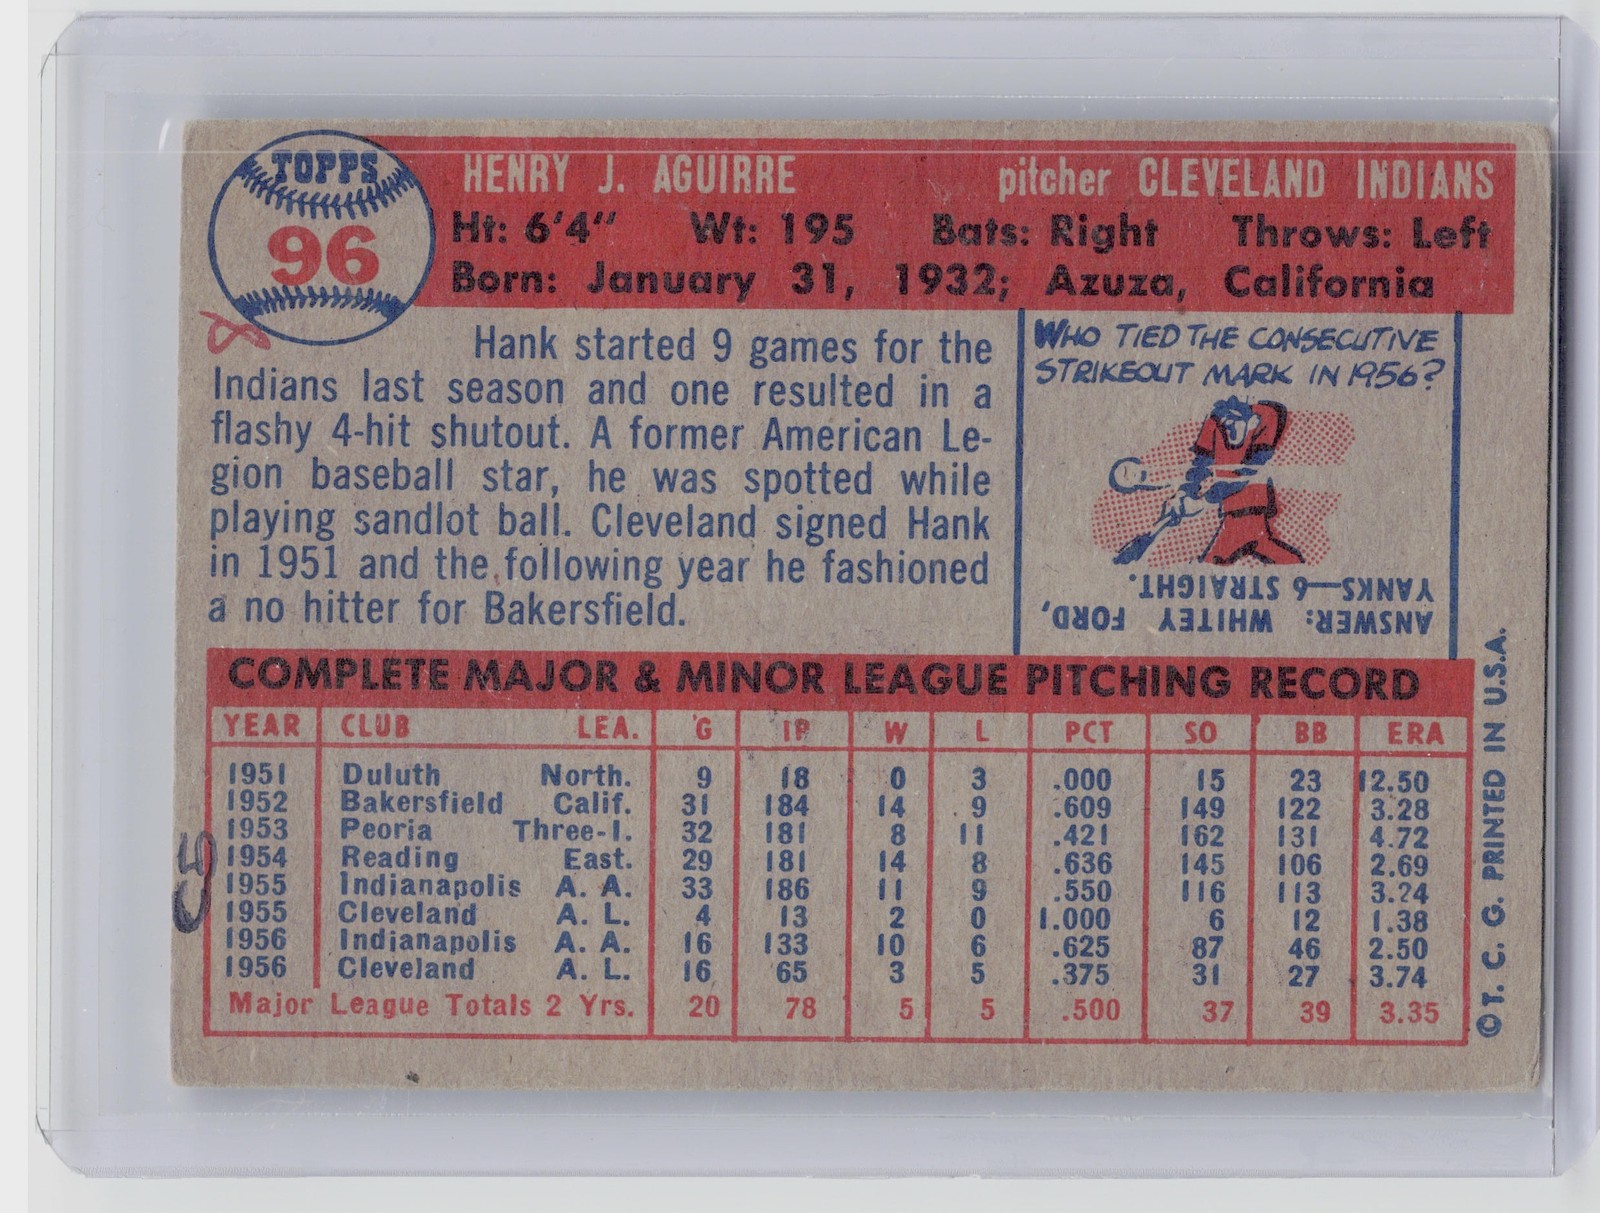 TOPPS
96
HENRY J. AGUIRRE pitcher CLEVELAND INDIANS
Ht: 6'4" Wt: 195 Bats: Right Throws: Left
Born: January 31, 1932; Azuza, California
8
Hank started 9 games for the
Indians last season and one resulted in a
flashy 4-hit shutout. A former American Le-
gion baseball star, he was spotted while
playing sandlot ball. Cleveland signed Hank
in 1951 and the following year he fashioned
a no hitter for Bakersfield.
WHO TIED THE CONSECUTIVE
STRIKEOUT MARK IN 1956?
ANSWER: WHITEY FORD,
YANKS—6 STRAIGHT.
COMPLETE MAJOR & MINOR LEAGUE PITCHING RECORD
YEAR CLUB LEA. G IP W L PCT SO BB ERA
1951 Duluth North. 9 18 0 3 .000 15 23 12.50
1952 Bakersfield Calif. 31 184 14 9 .609 149 122 3.28
1953 Peoria Three-I. 32 181 8 11 .421 162 131 4.72
1954 Reading East. 29 181 14 8 .636 145 106 2.69
1955 Indianapolis A. A. 33 186 11 9 .550 116 113 3.24
1955 Cleveland A. L. 4 13 2 0 1.000 6 12 1.38
1956 Indianapolis A. A. 16 133 10 6 .625 87 46 2.50
1956 Cleveland A. L. 16 65 3 5 .375 31 27 3.74
Major League Totals 2 Yrs. 20 78 5 5 .500 37 39 3.35
© T. C. G. PRINTED IN U.S.A.